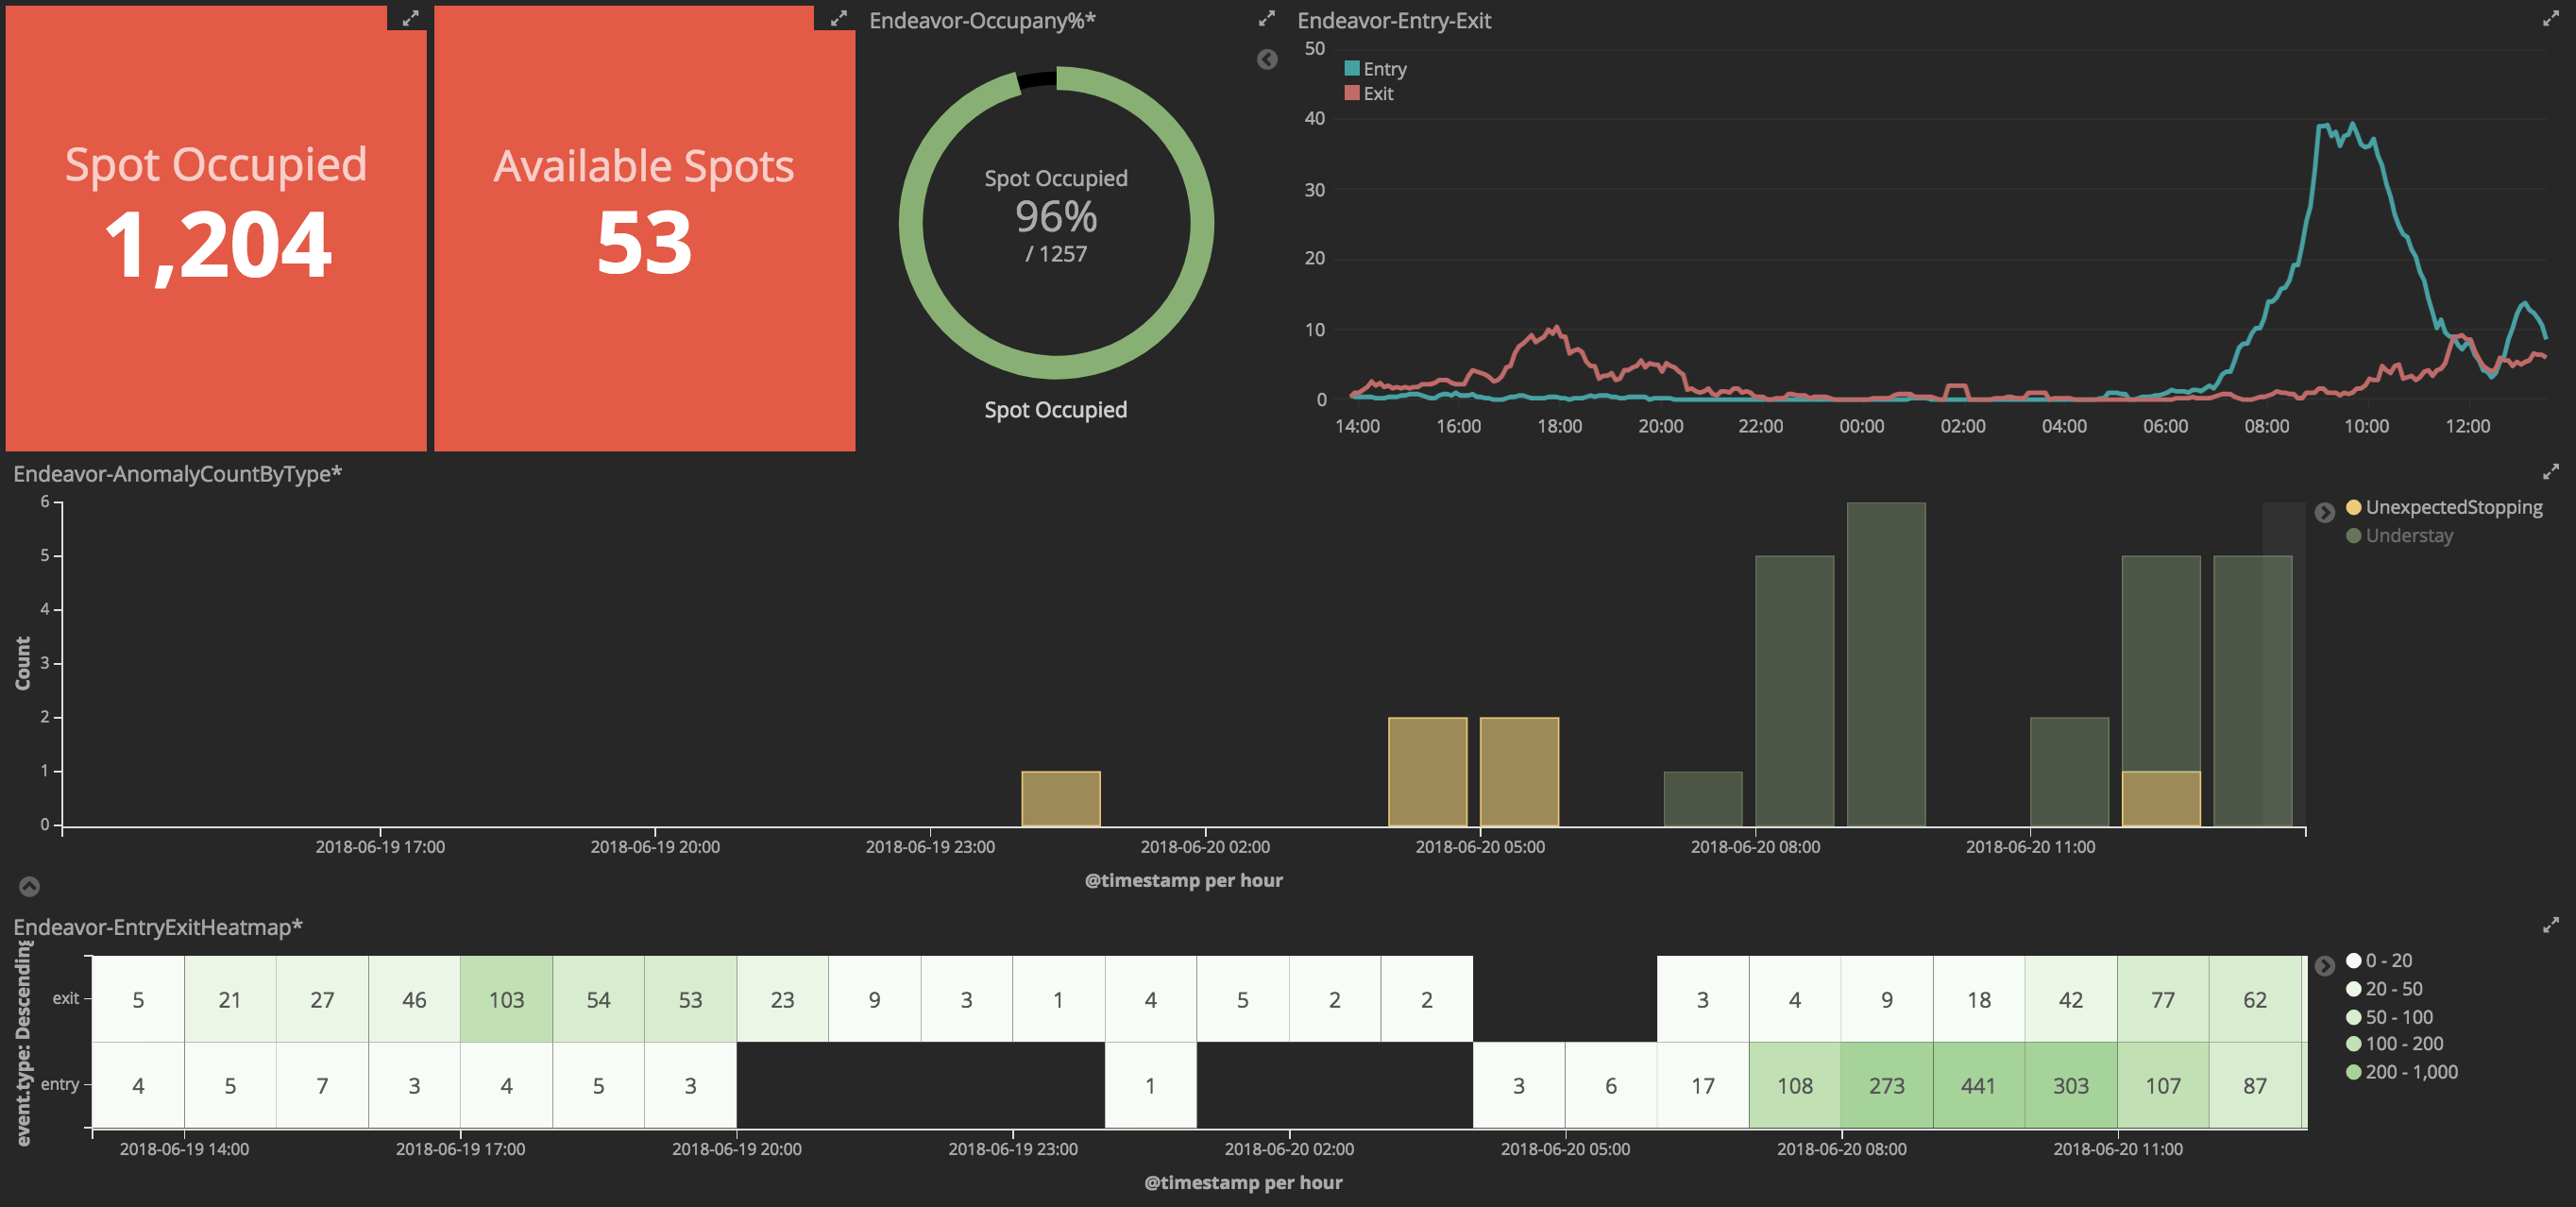 Spot Occupied
1,204
Available Spots
53
Endeavor-Occupany%*
Spot Occupied
96%
/ 1257
Spot Occupied
Endeavor-Entry-Exit
Entry
Exit
50
40
30
20
10
0
14:00 16:00 18:00 20:00 22:00 00:00 02:00 04:00 06:00 08:00 10:00 12:00
Endeavor-AnomalyCountByType*
Count
6
5
4
3
2
1
0
2018-06-19 17:00 2018-06-19 20:00 2018-06-19 23:00 2018-06-20 02:00 2018-06-20 05:00 2018-06-20 08:00 2018-06-20 11:00
@timestamp per hour
UnexpectedStopping
Understay
Endeavor-EntryExitHeatmap*
event.type: Descending
exit 5 21 27 46 103 54 53 23 9 3 1 4 5 2 2 3 4 9 18 42 77 62
entry 4 5 7 3 4 5 3 1 3 6 17 108 273 441 303 107 87
2018-06-19 14:00 2018-06-19 17:00 2018-06-19 20:00 2018-06-19 23:00 2018-06-20 02:00 2018-06-20 05:00 2018-06-20 08:00 2018-06-20 11:00
@timestamp per hour
0 - 20
20 - 50
50 - 100
100 - 200
200 - 1,000